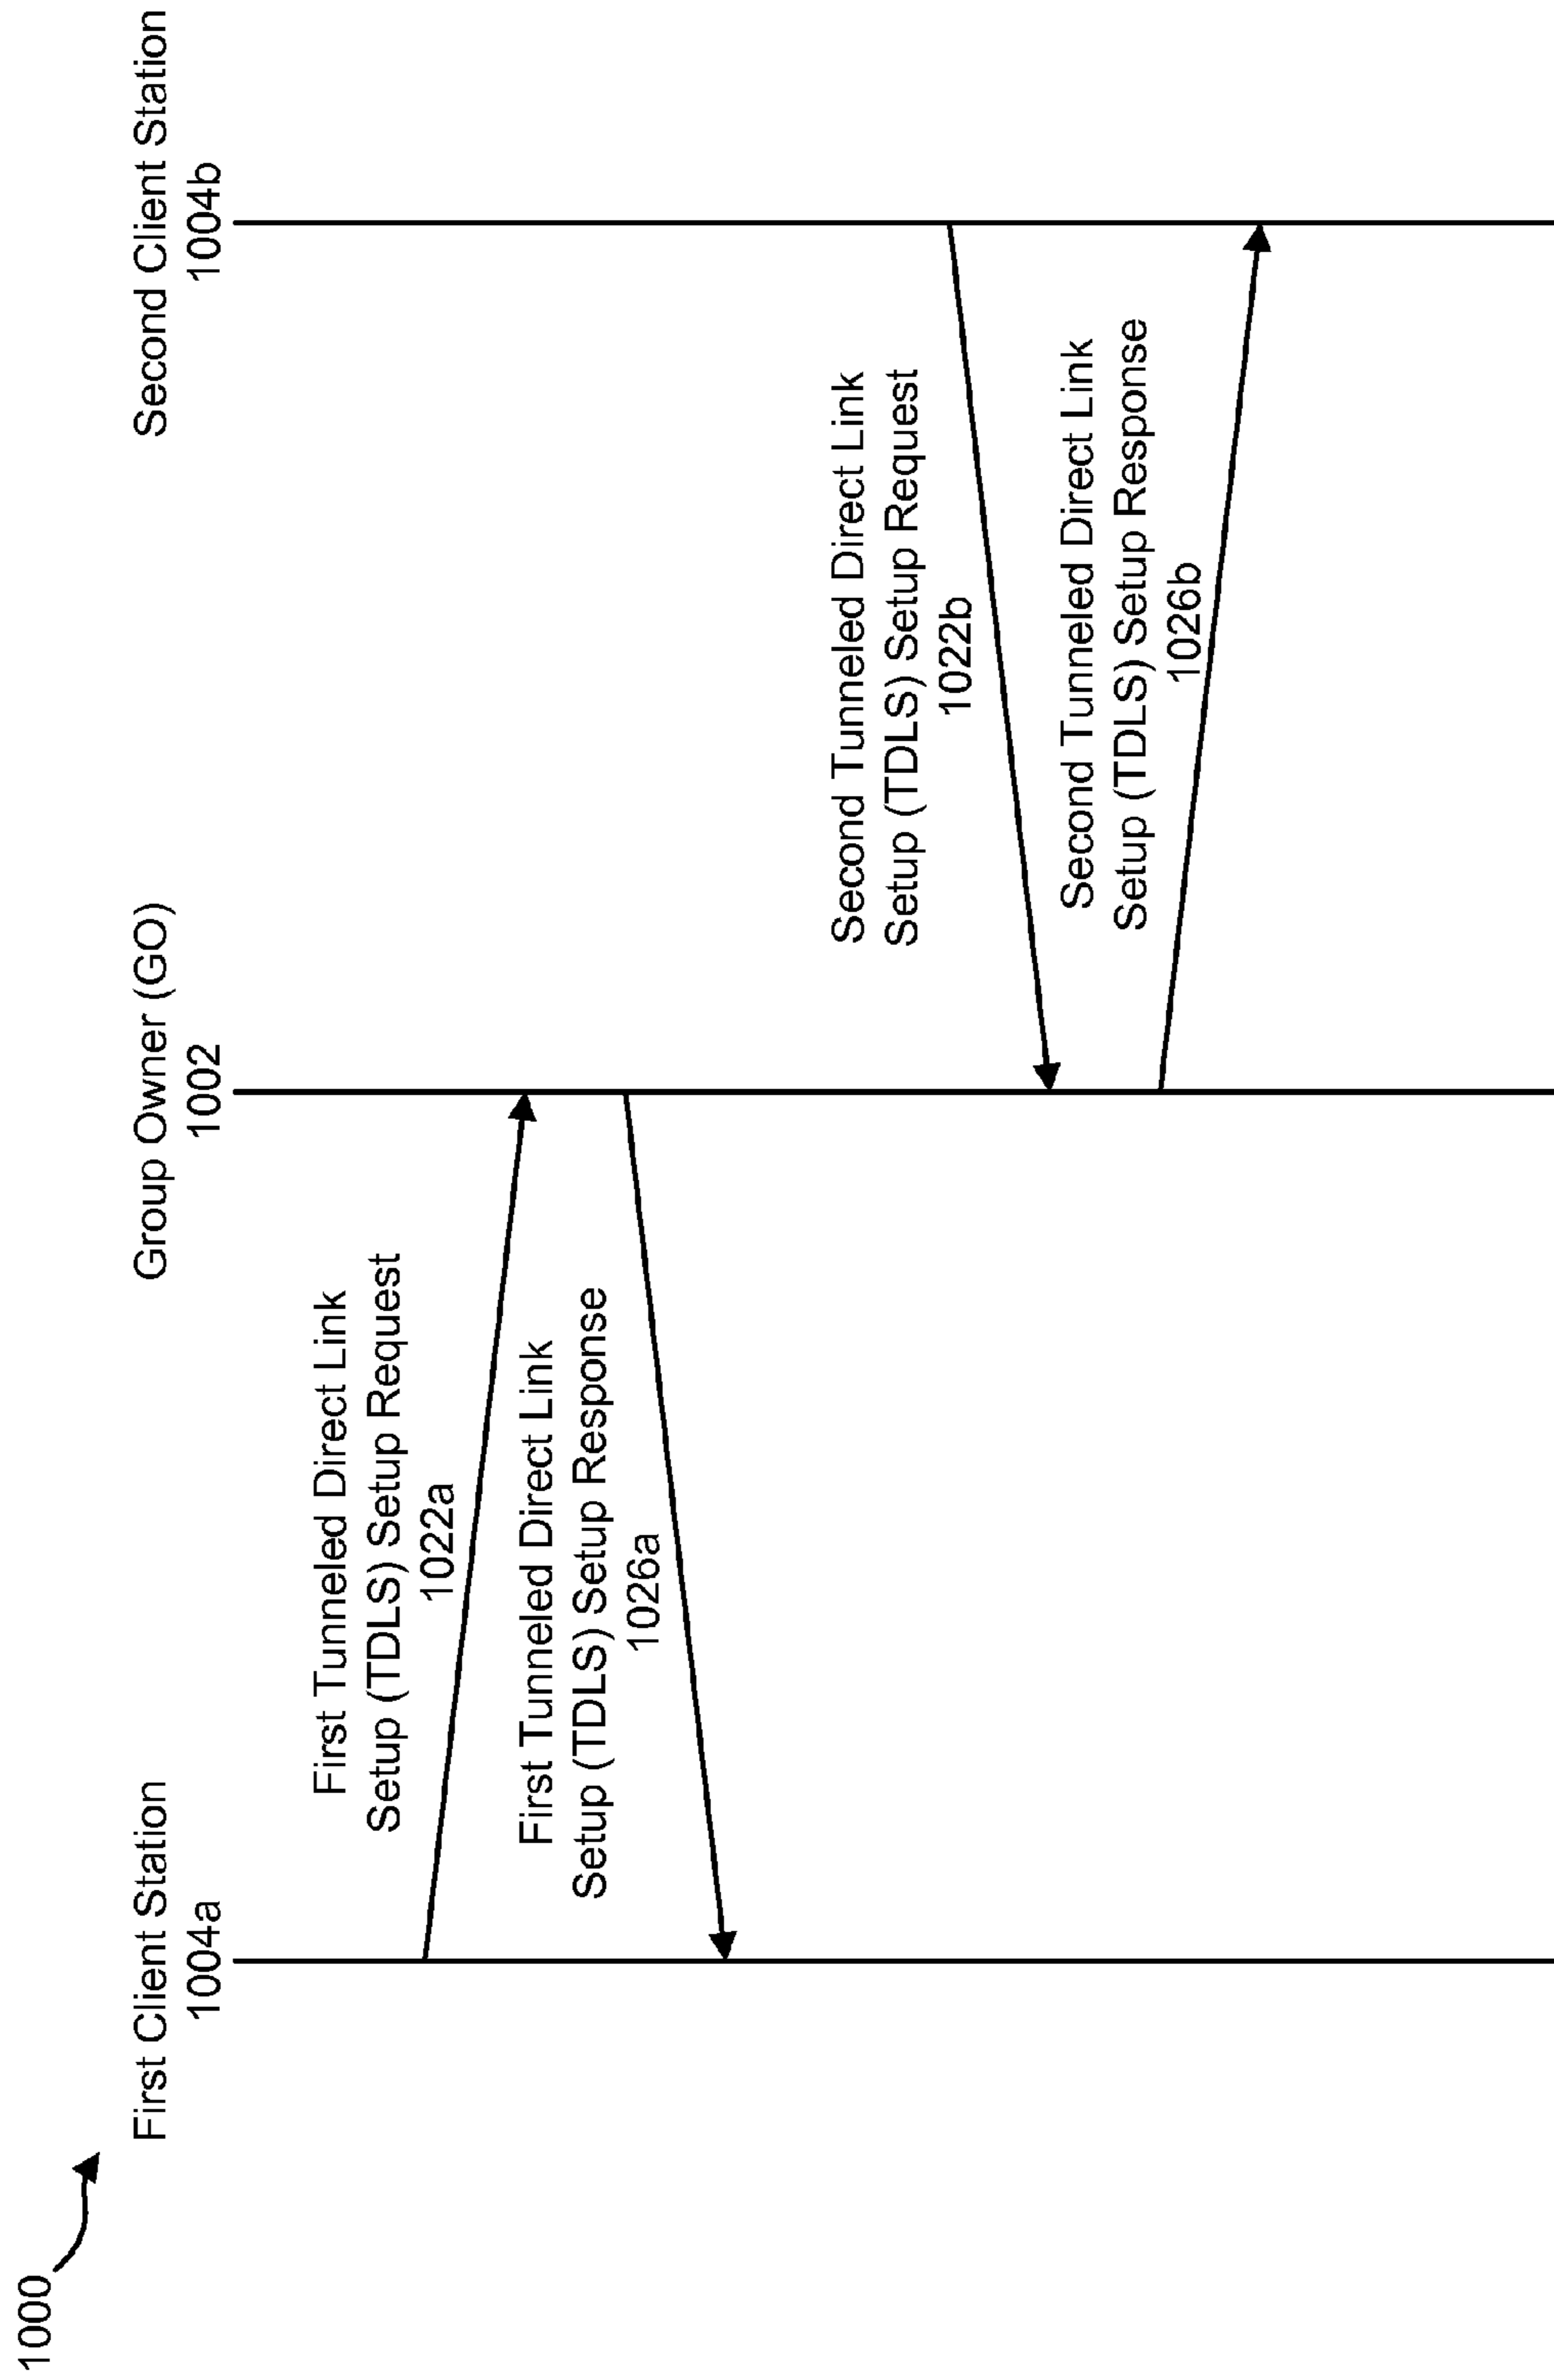 1000
First Client Station
1004a
Group Owner (GO)
1002
Second Client Station
1004b
First Tunneled Direct Link
Setup (TDLS) Setup Request
1022a
First Tunneled Direct Link
Setup (TDLS) Setup Response
1026a
Second Tunneled Direct Link
Setup (TDLS) Setup Request
1022b
Second Tunneled Direct Link
Setup (TDLS) Setup Response
1026b